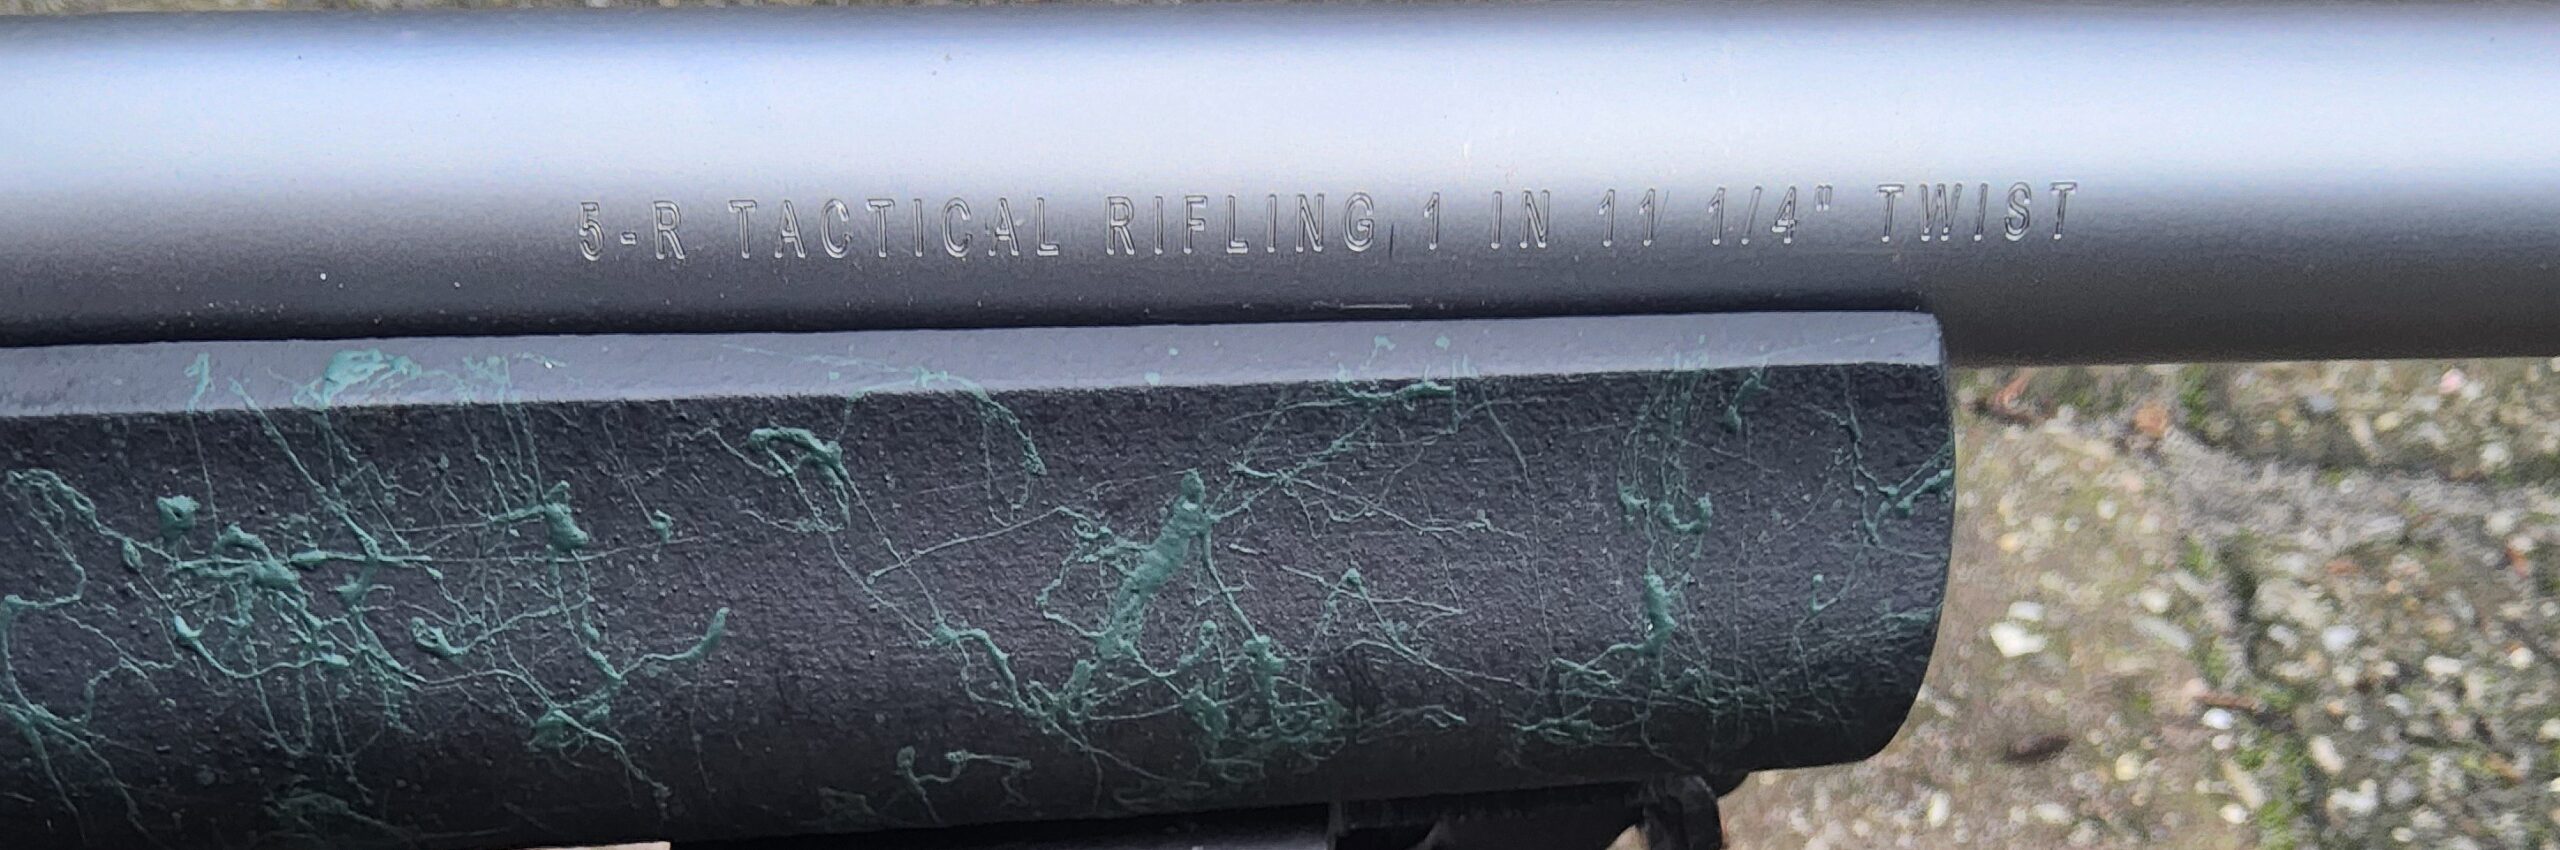 5-R TACTICAL RIFLING 1 IN 11 1/4" TWIST